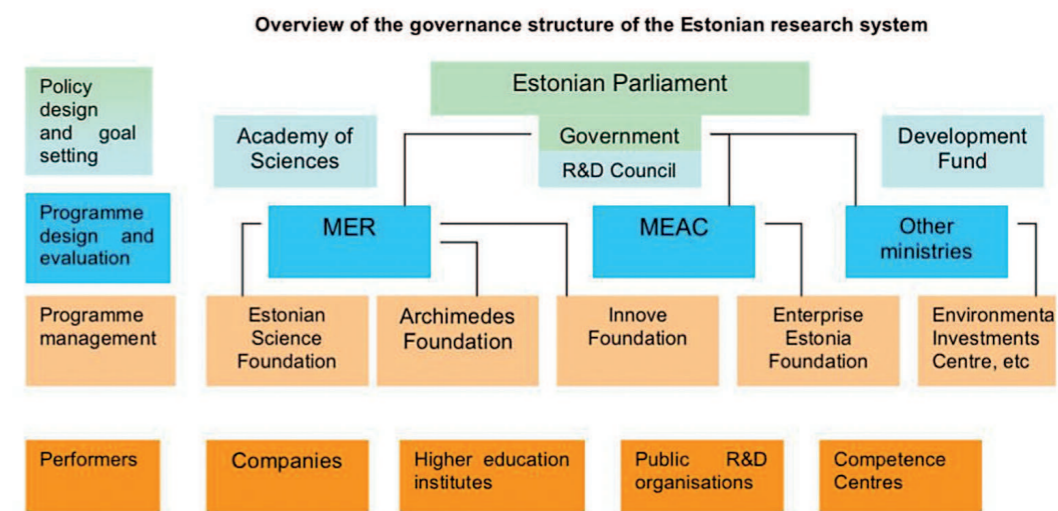 Overview of the governance structure of the Estonian research system
Policy
design
and goal
setting
Estonian Parliament
Academy of
Sciences
Government
R&D Council
Development
Fund
Programme
design and
evaluation
MER
MEAC
Other
ministries
Programme
management
Estonian
Science
Foundation
Archimedes
Foundation
Innove
Foundation
Enterprise
Estonia
Foundation
Environmenta
Investments
Centre, etc
Performers
Companies
Higher education
institutes
Public R&D
organisations
Competence
Centres